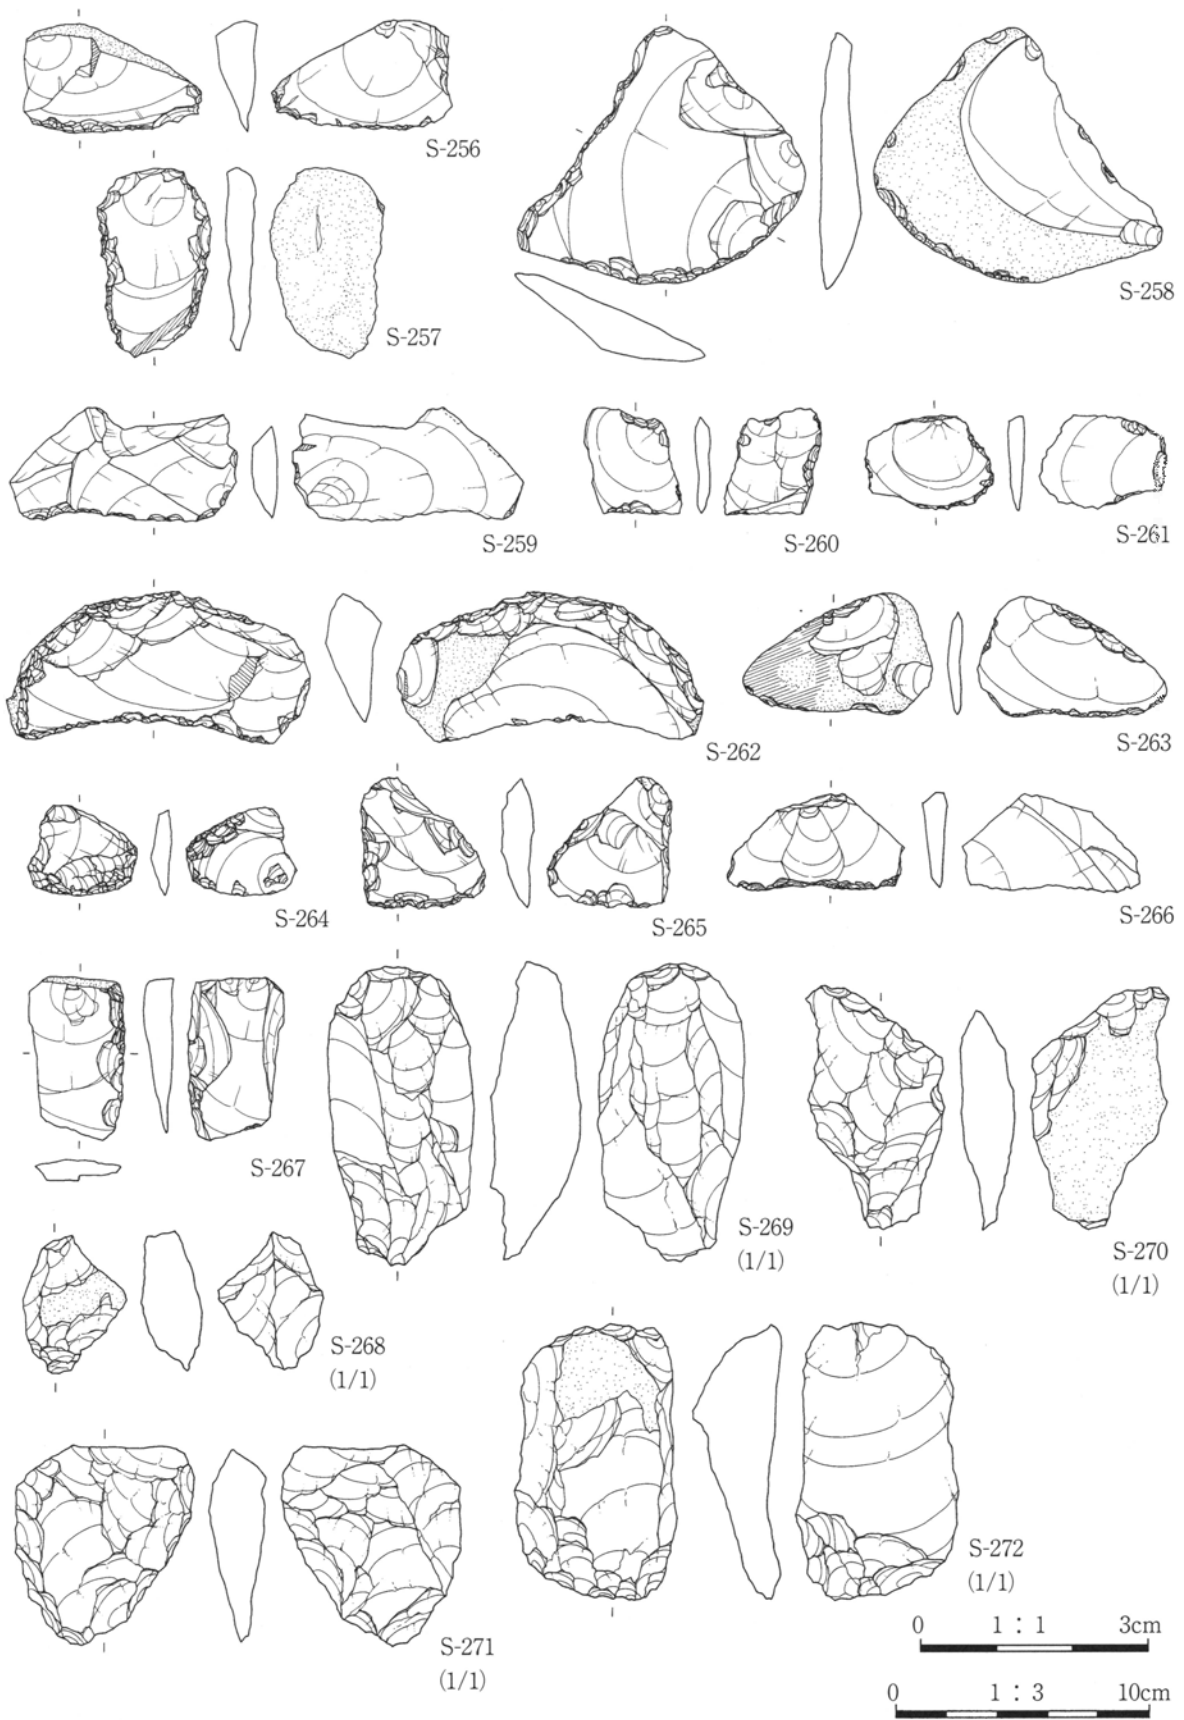 S-256
S-257
S-258
S-259
S-260
S-261
S-262
S-263
S-264
S-265
S-266
S-267
S-269
(1/1)
S-270
(1/1)
S-268
(1/1)
S-272
(1/1)
S-271
(1/1)
0 1 : 1 3cm
0 1 : 3 10cm